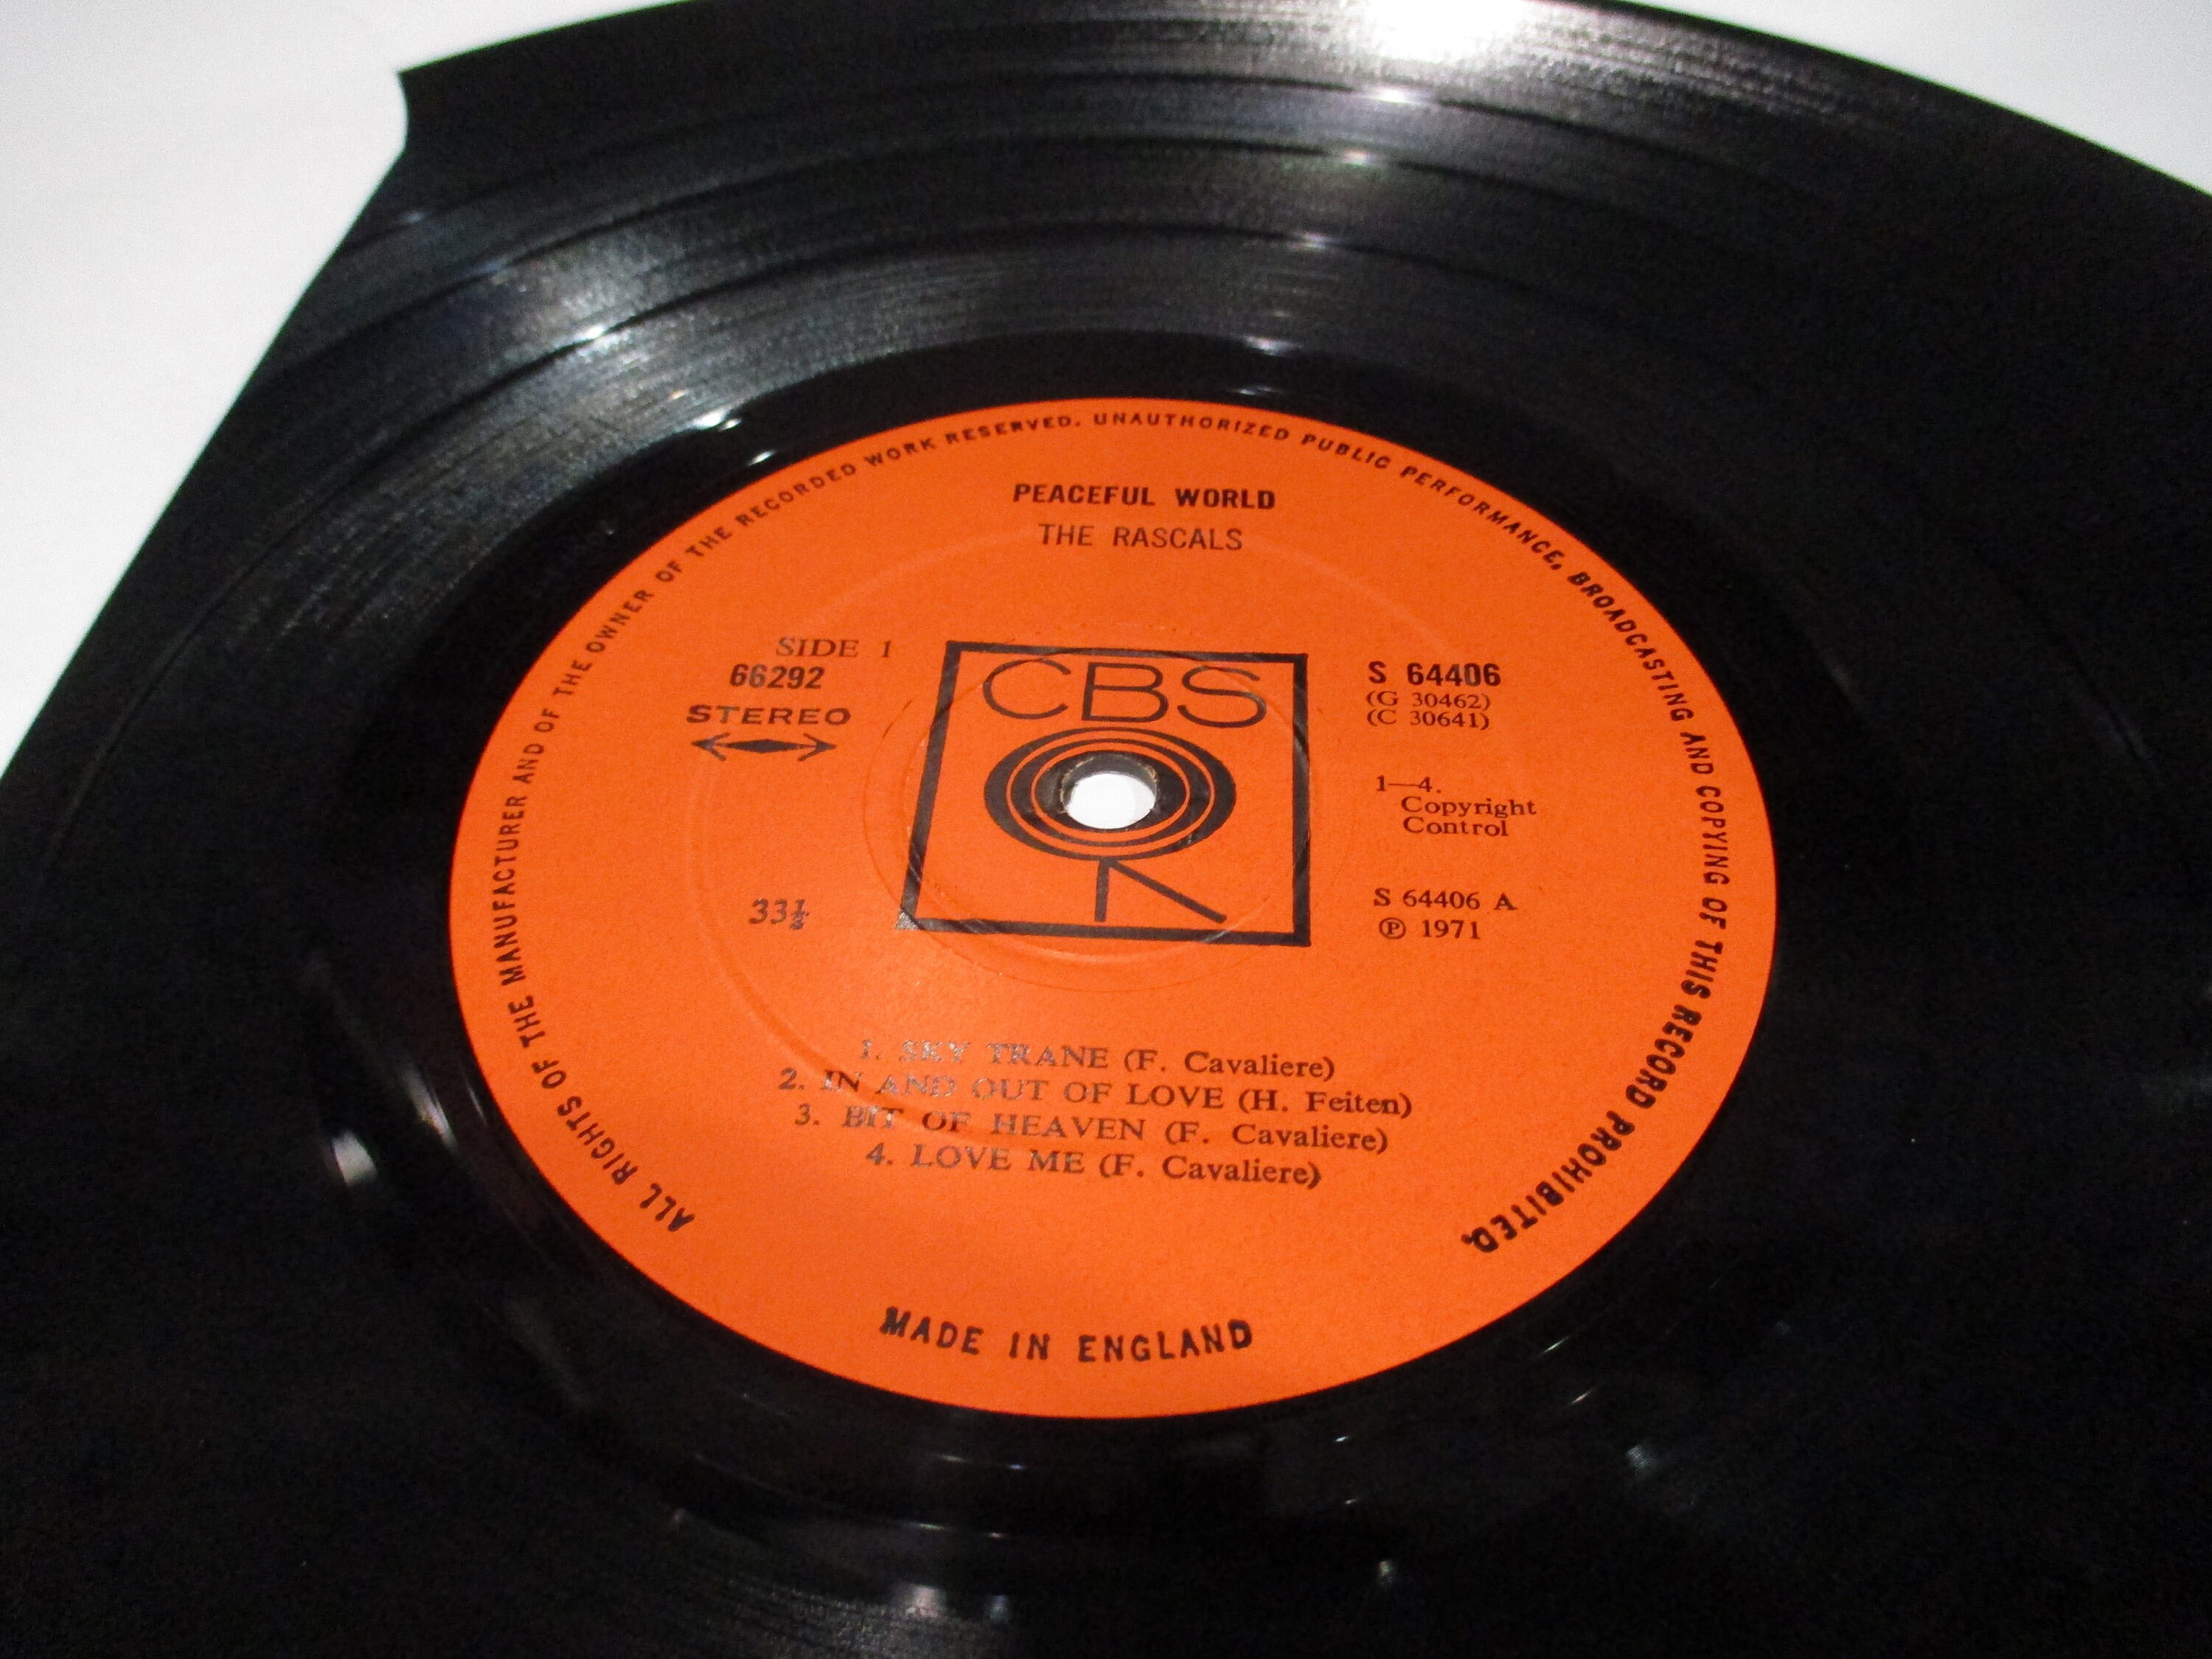 ALL RIGHTS OF THE MANUFACTURER AND OF THE OWNER OF THE RECORDED WORK RESERVED. UNAUTHORIZED PUBLIC PERFORMANCE, BROADCASTING AND COPYING OF THIS RECORD PROHIBITED.
PEACEFUL WORLD
THE RASCALS
SIDE 1
66292
STEREO
33⅓
CBS
S 64406
(G 30462)
(C 30641)
1—4.
Copyright
Control
S 64406 A
℗ 1971
1. SKY TRANE (F. Cavaliere)
2. IN AND OUT OF LOVE (H. Feiten)
3. BIT OF HEAVEN (F. Cavaliere)
4. LOVE ME (F. Cavaliere)
MADE IN ENGLAND